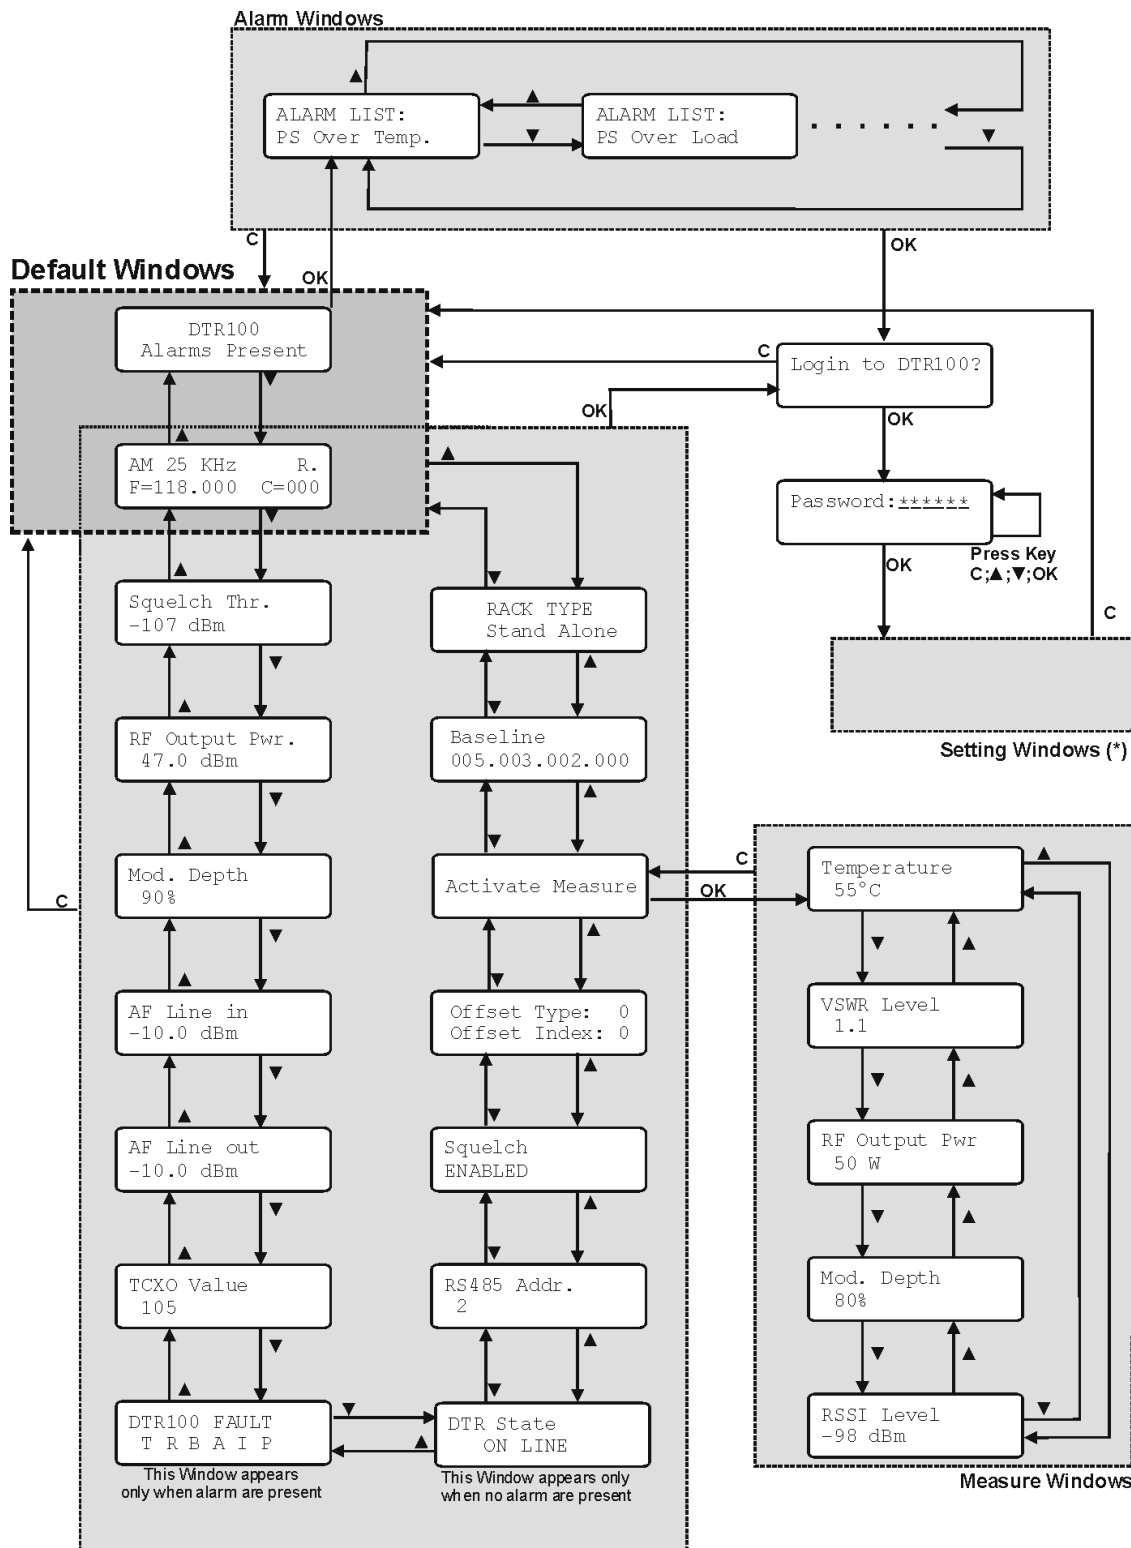 Alarm Windows
▲
ALARM LIST:
PS Over Temp.
▲
▼
ALARM LIST:
PS Over Load
. . . . . .
▼
C
OK
OK
Default Windows
DTR100
Alarms Present
▼
▲
AM 25 KHz R.
F=118.000 C=000
▼
▲
Squelch Thr.
-107 dBm
▼
▲
RF Output Pwr.
47.0 dBm
▼
▲
Mod. Depth
90%
▼
▲
AF Line in
-10.0 dBm
▼
▲
AF Line out
-10.0 dBm
▼
▲
TCXO Value
105
▼
▲
DTR100 FAULT
T R B A I P
This Window appears
only when alarm are present
C
▲
▼
RACK TYPE
Stand Alone
▲
▼
Baseline
005.003.002.000
▲
▼
Activate Measure
▲
▼
Offset Type: 0
Offset Index: 0
▲
▼
Squelch
ENABLED
▲
▼
RS485 Addr.
2
▲
▼
▼
▲
DTR State
ON LINE
This Window appears only
when no alarm are present
C
OK
Login to DTR100?
OK
Password:******
Press Key
C;▲;▼;OK
OK
C
Setting Windows (*)
C
OK
Temperature
55°C
▲
▼
▲
VSWR Level
1.1
▼
▲
RF Output Pwr
50 W
▼
▲
Mod. Depth
80%
▼
▲
RSSI Level
-98 dBm
▼
▲
Measure Windows